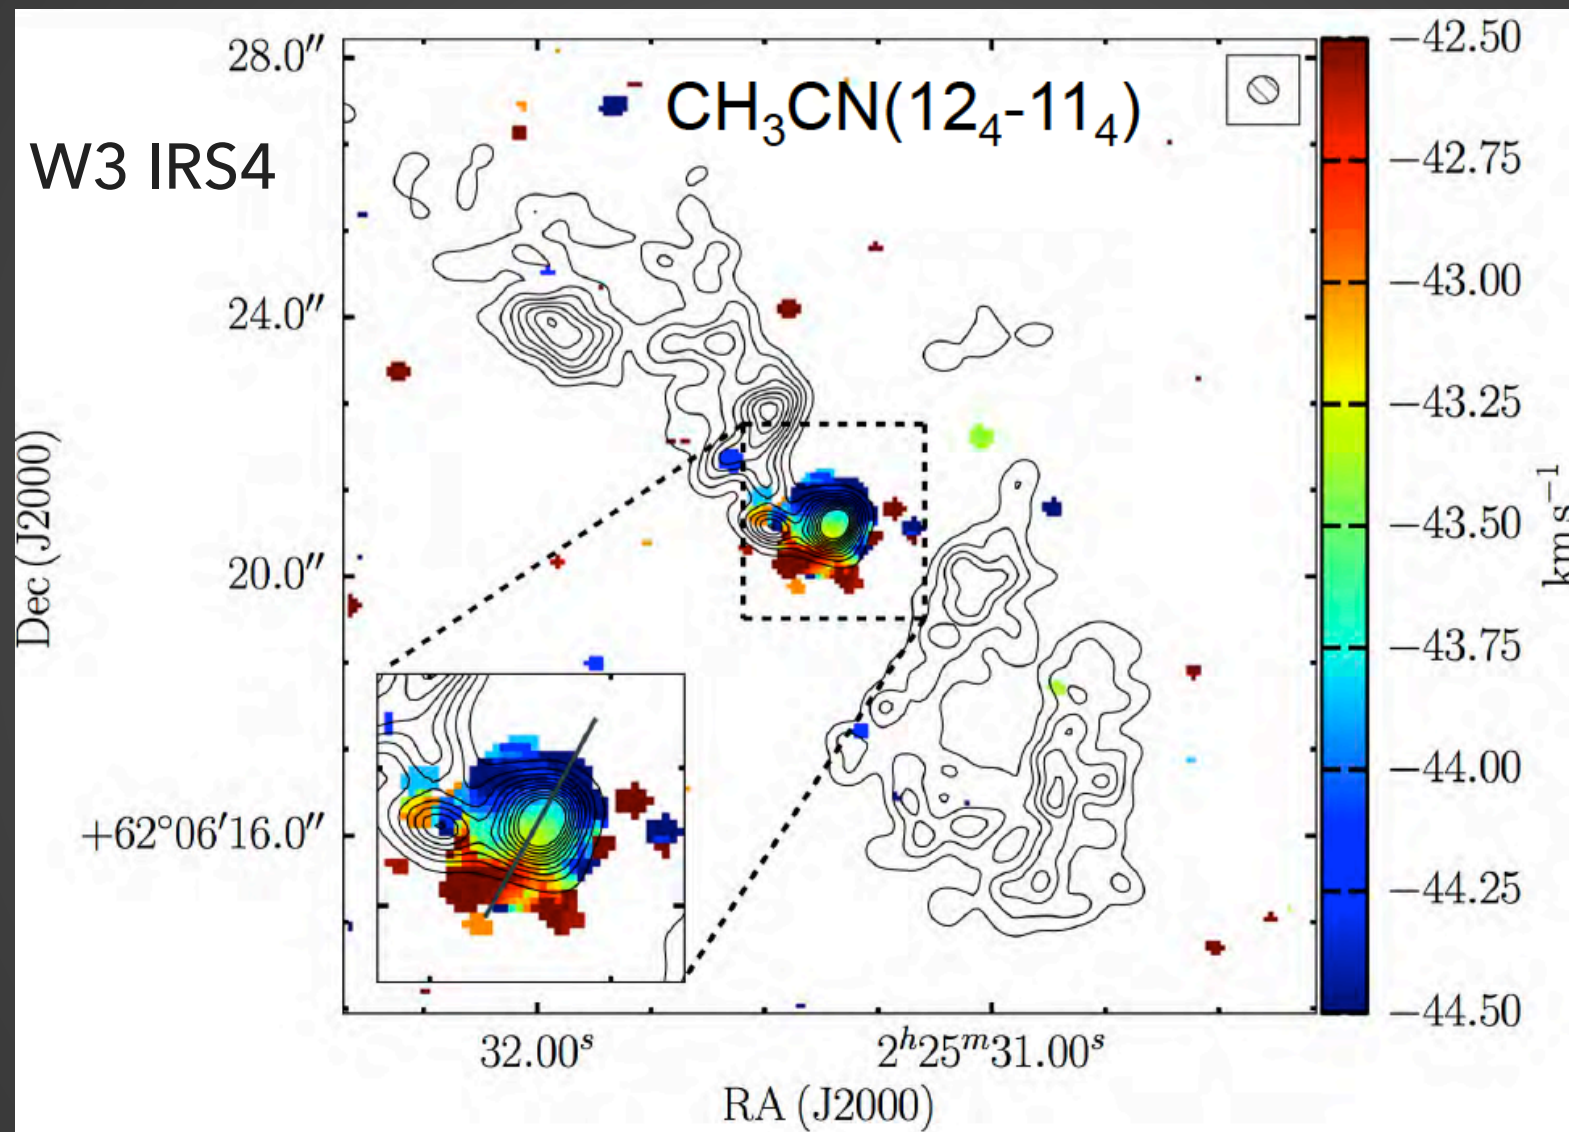 W3 IRS4
CH₃CN(12₄-11₄)
28.0″
24.0″
20.0″
+62°06′16.0″
Dec (J2000)
32.00ˢ
2ʰ25ᵐ31.00ˢ
RA (J2000)
−42.50
−42.75
−43.00
−43.25
−43.50
−43.75
−44.00
−44.25
−44.50
km s⁻¹